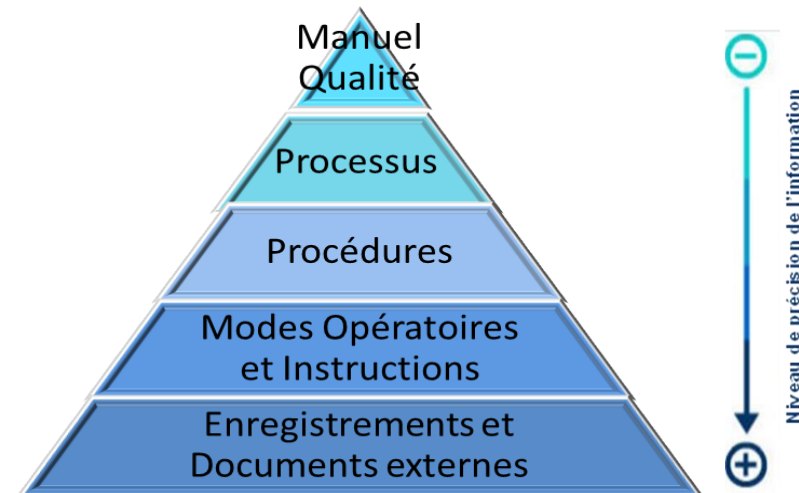 Manuel
Qualité
Processus
Procédures
Modes Opératoires
et Instructions
Enregistrements et
Documents externes
Niveau de précision de l'information